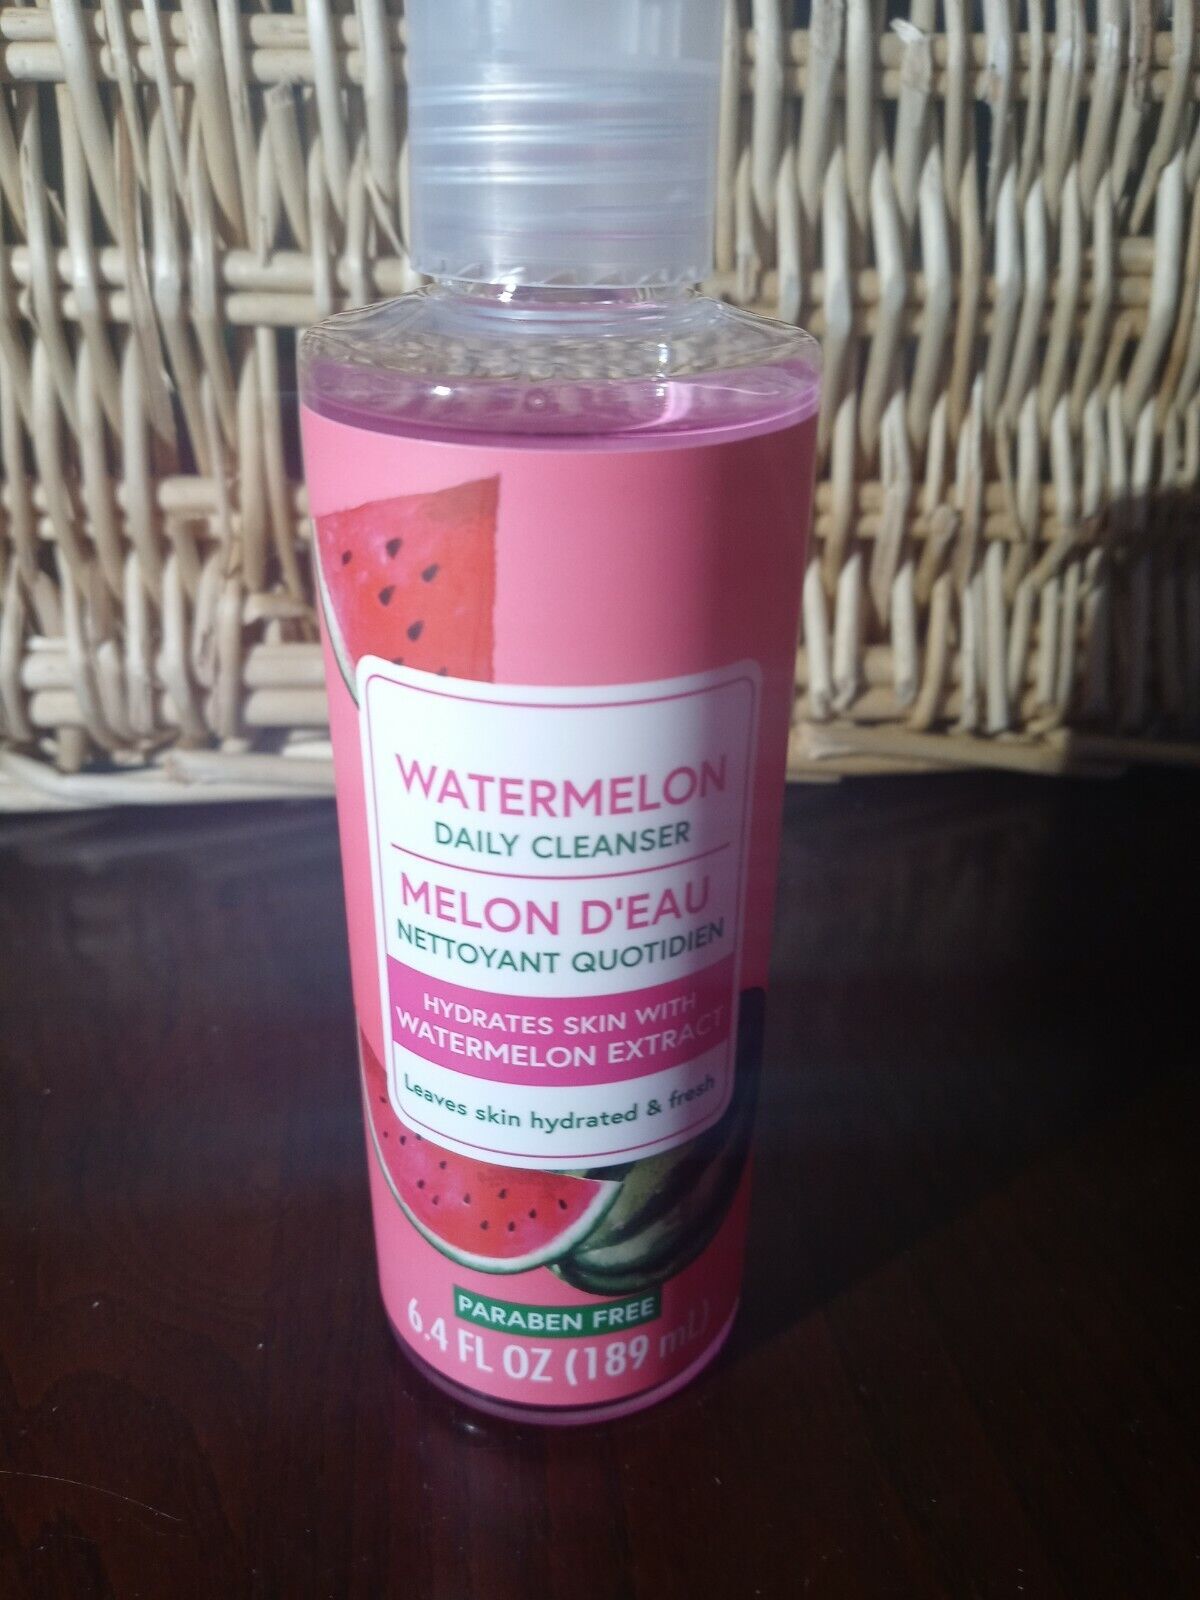 WATERMELON
DAILY CLEANSER
MELON D'EAU
NETTOYANT QUOTIDIEN
HYDRATES SKIN WITH
WATERMELON EXTRACT
Leaves skin hydrated & fresh
PARABEN FREE
6.4 FL OZ (189 mL)